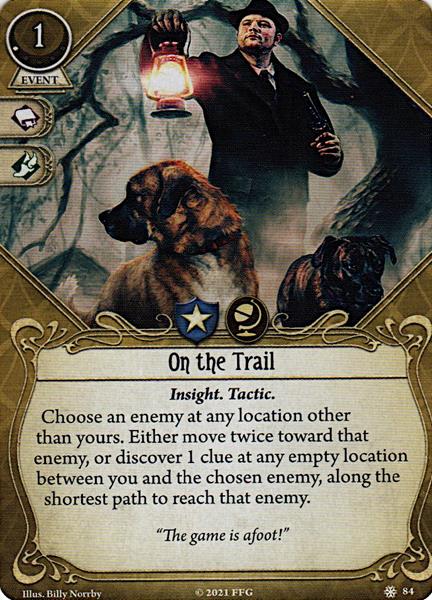 1
EVENT
On the Trail
Insight. Tactic.
Choose an enemy at any location other
than yours. Either move twice toward that
enemy, or discover 1 clue at any empty location
between you and the chosen enemy, along the
shortest path to reach that enemy.
“The game is afoot!”
Illus. Billy Norrby © 2021 FFG 84